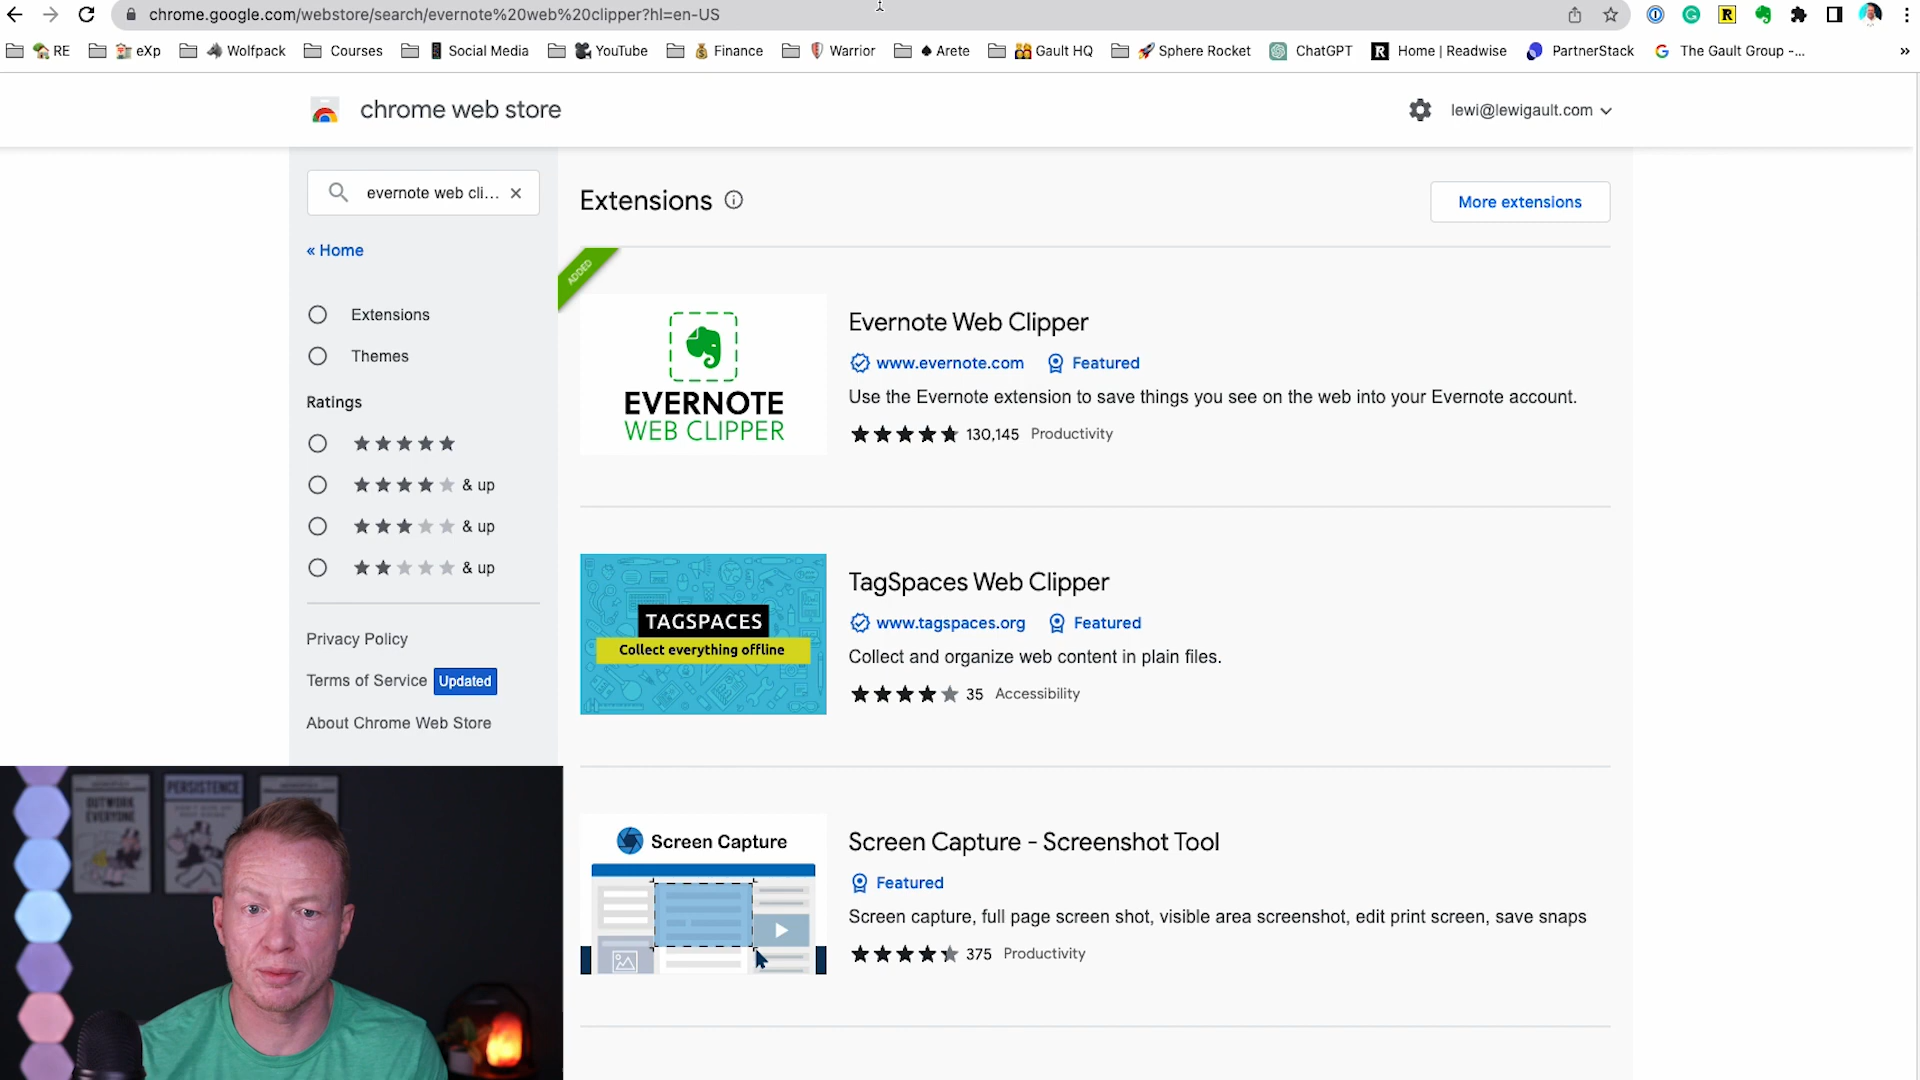 chrome.google.com/webstore/search/evernote%20web%20clipper?hl=en-US
RE eXp Wolfpack Courses Social Media YouTube Finance Warrior Arete Gault HQ Sphere Rocket ChatGPT Home | Readwise PartnerStack The Gault Group -... »
chrome web store
lewi@lewigault.com
evernote web cli...
« Home
Extensions
Themes
Ratings
& up
& up
& up
Privacy Policy
Terms of Service Updated
About Chrome Web Store
Extensions
More extensions
ADDED
EVERNOTE
WEB CLIPPER
Evernote Web Clipper
www.evernote.com Featured
Use the Evernote extension to save things you see on the web into your Evernote account.
130,145 Productivity
TAGSPACES
Collect everything offline
TagSpaces Web Clipper
www.tagspaces.org Featured
Collect and organize web content in plain files.
35 Accessibility
Screen Capture
Screen Capture - Screenshot Tool
Featured
Screen capture, full page screen shot, visible area screenshot, edit print screen, save snaps
375 Productivity
OUTWORK
EVERYONE
PERSISTENCE